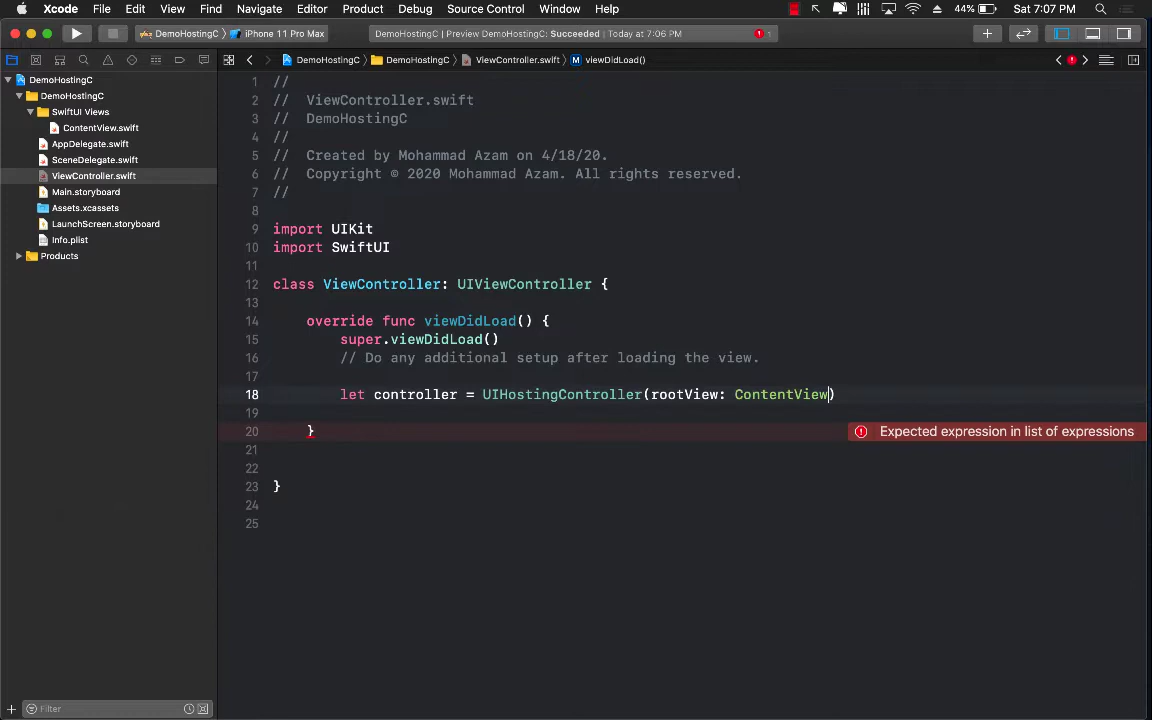 Xcode File Edit View Find Navigate Editor Product Debug Source Control Window Help 44% Sat 7:07 PM
DemoHostingC 〉 iPhone 11 Pro Max
DemoHostingC | Preview DemoHostingC: Succeeded | Today at 7:06 PM
1
DemoHostingC 〉 DemoHostingC 〉 ViewController.swift 〉 M viewDidLoad()
DemoHostingC
DemoHostingC
SwiftUI Views
ContentView.swift
AppDelegate.swift
SceneDelegate.swift
ViewController.swift
Main.storyboard
Assets.xcassets
LaunchScreen.storyboard
Info.plist
Products
Filter
1 //
2 // ViewController.swift
3 // DemoHostingC
4 //
5 // Created by Mohammad Azam on 4/18/20.
6 // Copyright © 2020 Mohammad Azam. All rights reserved.
7 //
8
9 import UIKit
10 import SwiftUI
11
12 class ViewController: UIViewController {
13
14 override func viewDidLoad() {
15 super.viewDidLoad()
16 // Do any additional setup after loading the view.
17
18 let controller = UIHostingController(rootView: ContentView)
19
20 } Expected expression in list of expressions
21
22
23 }
24
25